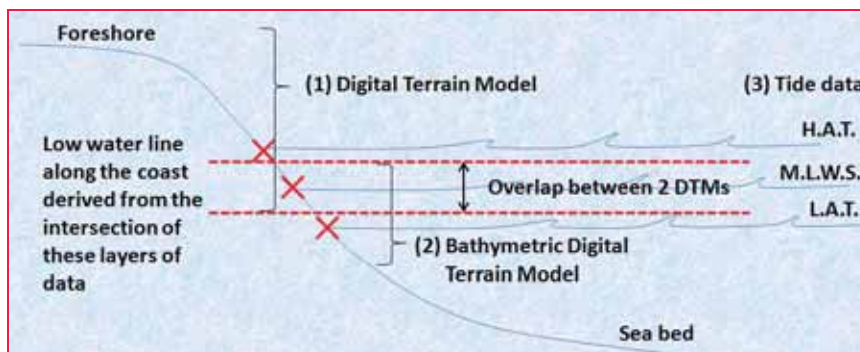 Foreshore
(1) Digital Terrain Model
(3) Tide data
H.A.T.
Low water line
along the coast
derived from the
intersection of
these layers of
data
M.L.W.S.
Overlap between 2 DTMs
L.A.T.
(2) Bathymetric Digital
Terrain Model
Sea bed